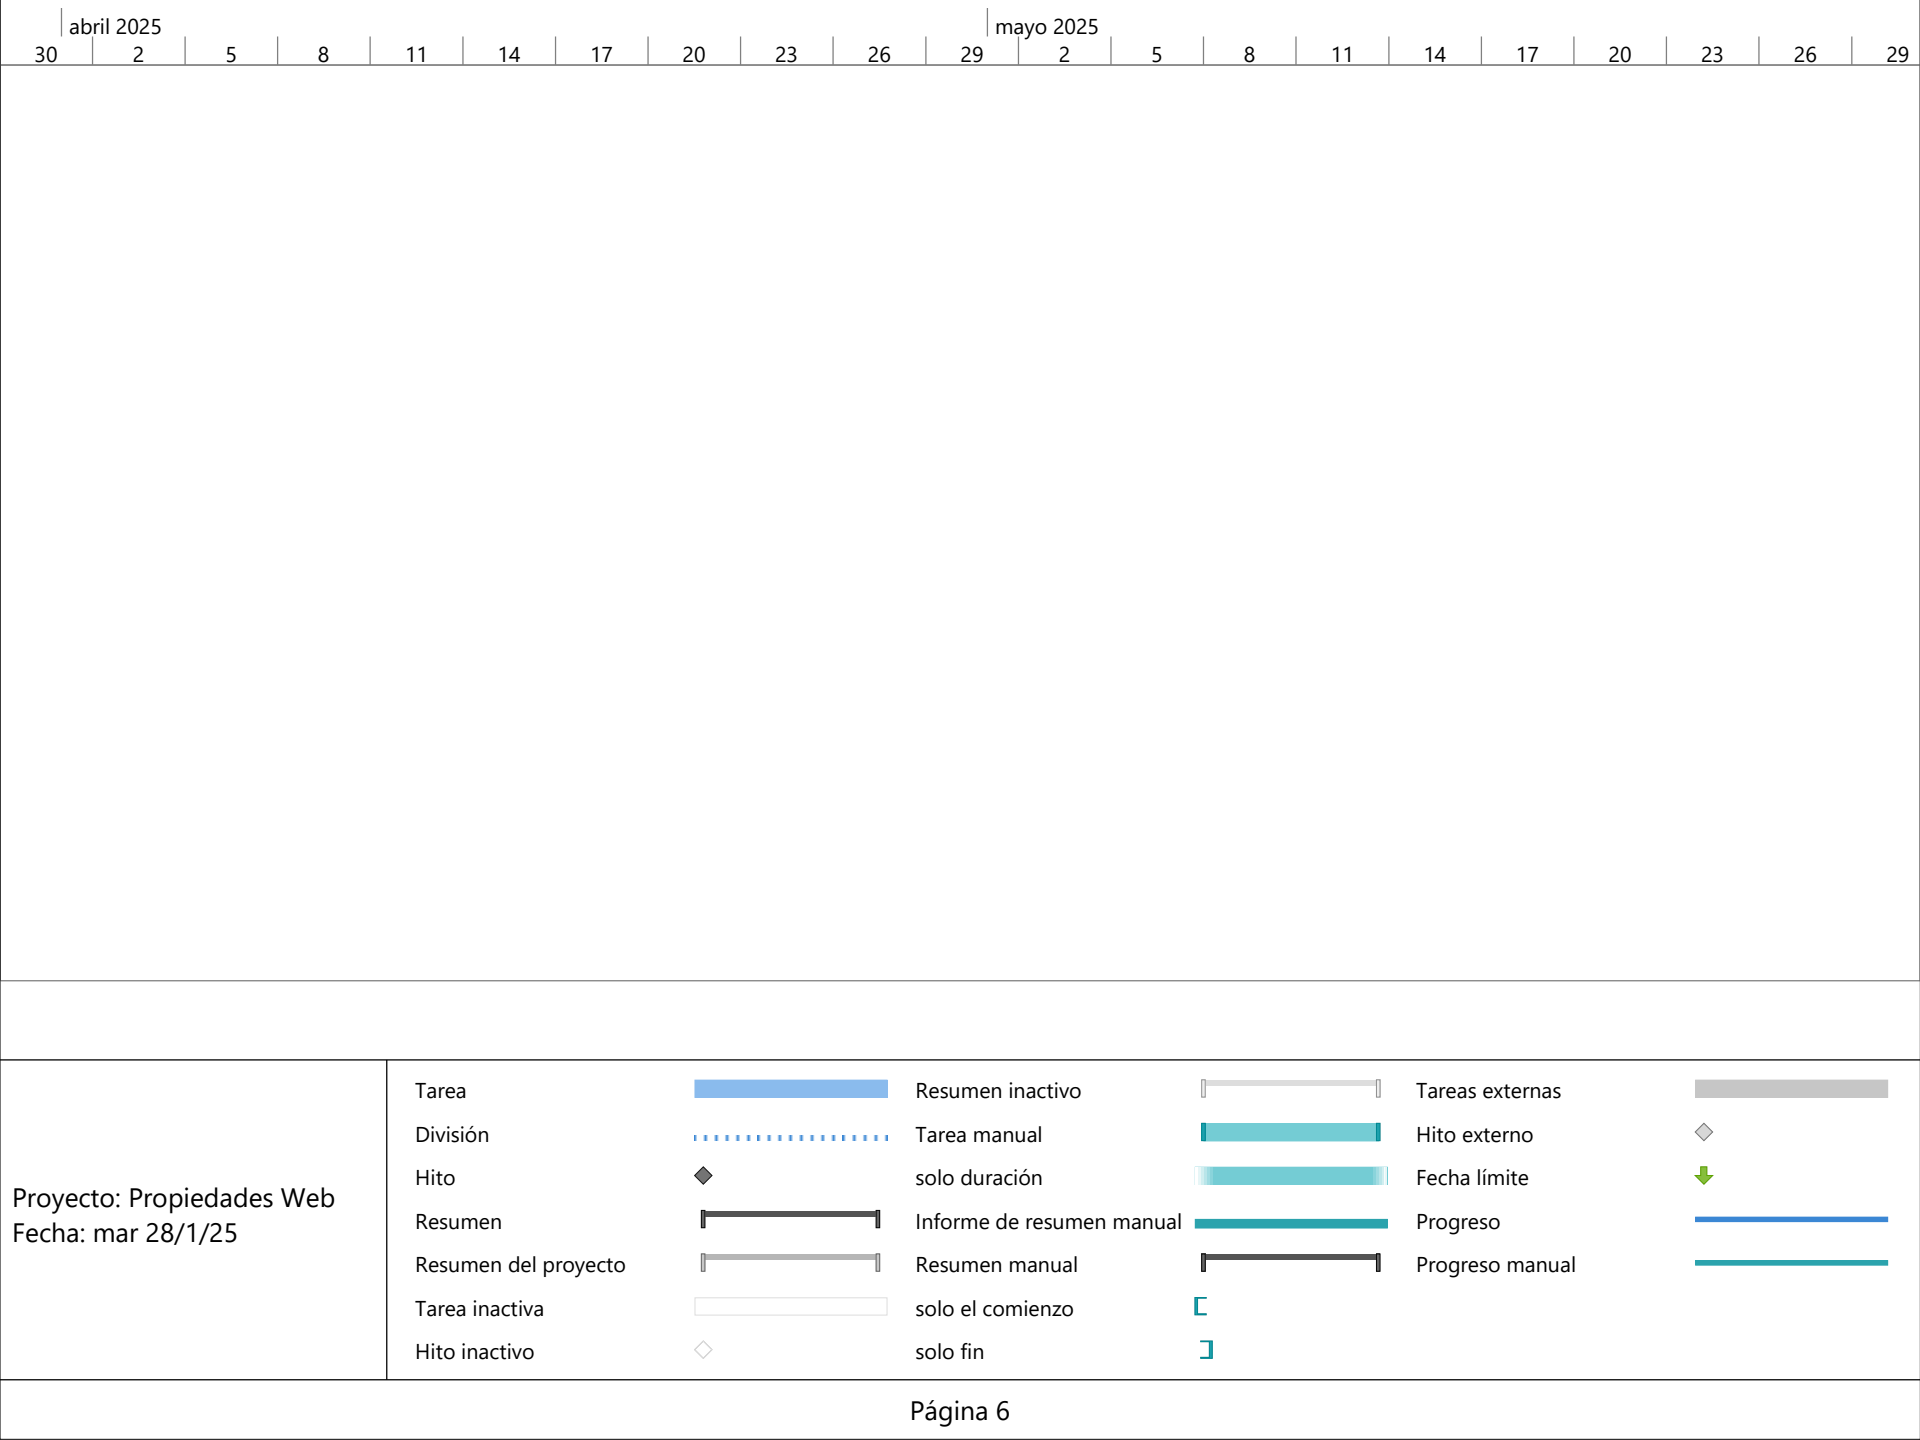 abril 2025 mayo 2025
30 2 5 8 11 14 17 20 23 26 29 2 5 8 11 14 17 20 23 26 29
Proyecto: Propiedades Web
Fecha: mar 28/1/25
Tarea
División
Hito
Resumen
Resumen del proyecto
Tarea inactiva
Hito inactivo
Resumen inactivo
Tarea manual
solo duración
Informe de resumen manual
Resumen manual
solo el comienzo
solo fin
Tareas externas
Hito externo
Fecha límite
Progreso
Progreso manual
Página 6